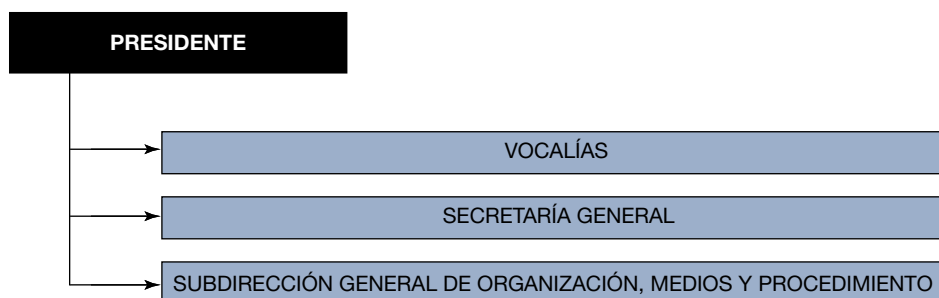 PRESIDENTE
VOCALÍAS
SECRETARÍA GENERAL
SUBDIRECCIÓN GENERAL DE ORGANIZACIÓN, MEDIOS Y PROCEDIMIENTO